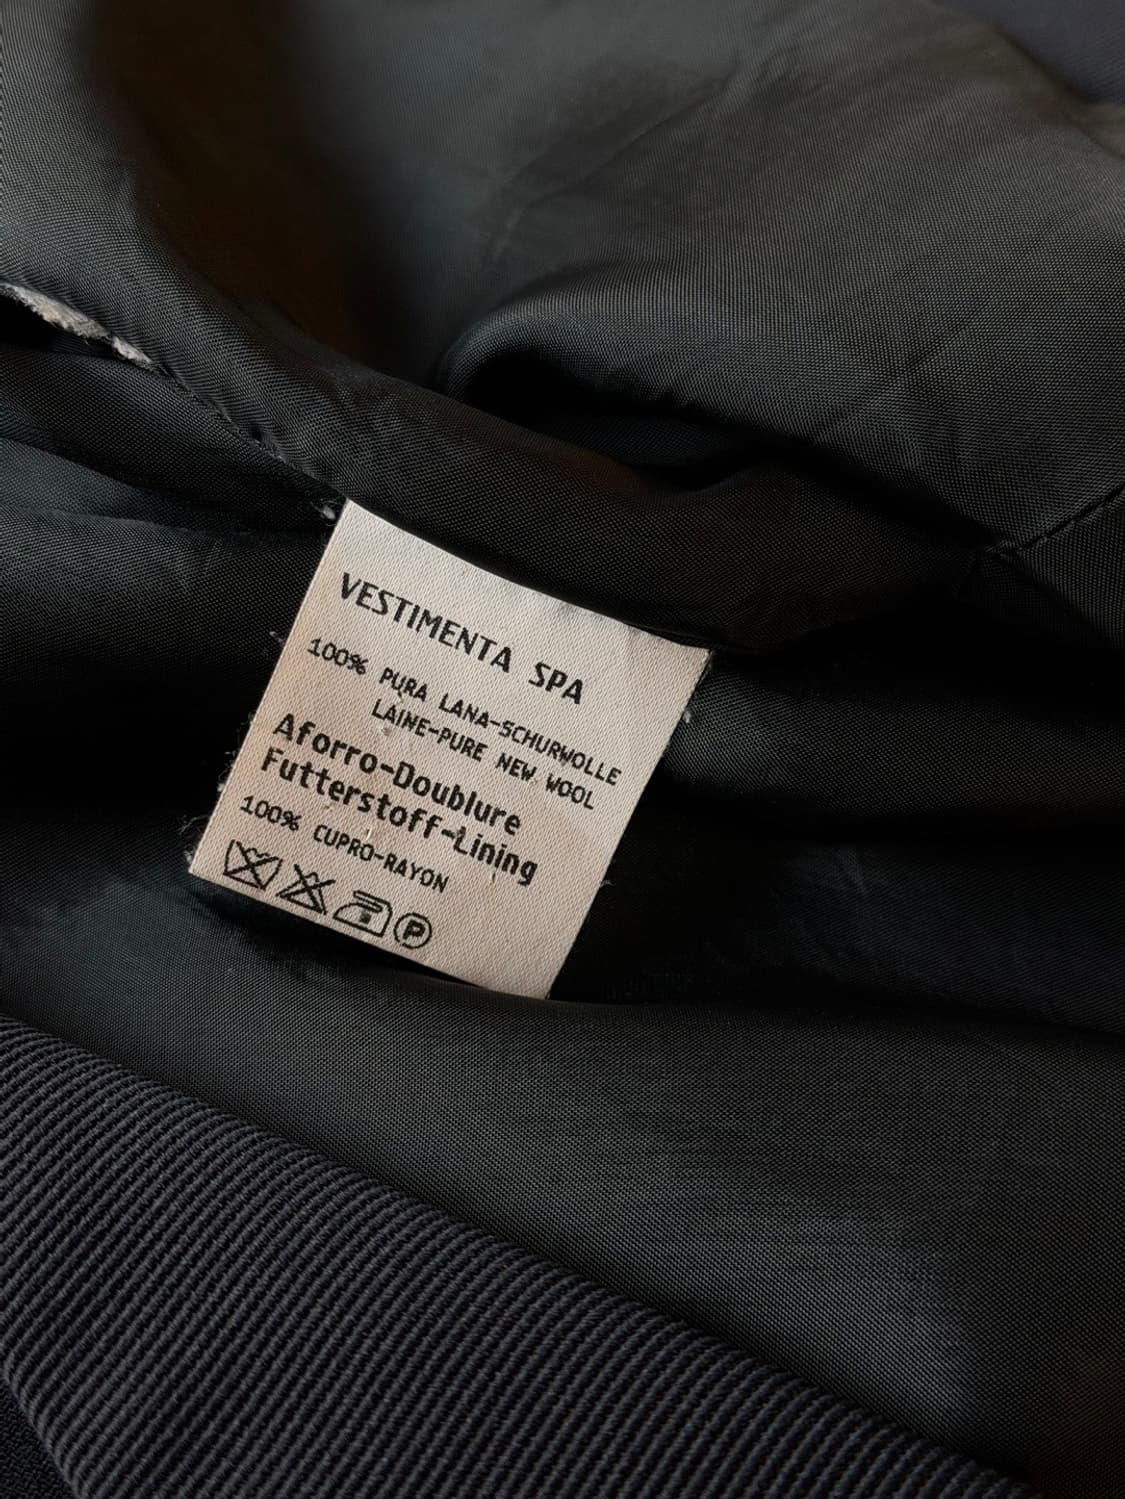 VESTIMENTA SPA
100% PURA LANA-SCHURWOLLE
LAINE-PURE NEW WOOL
Aforro-Doublure
Futterstoff-Lining
100% CUPRO-RAYON
P